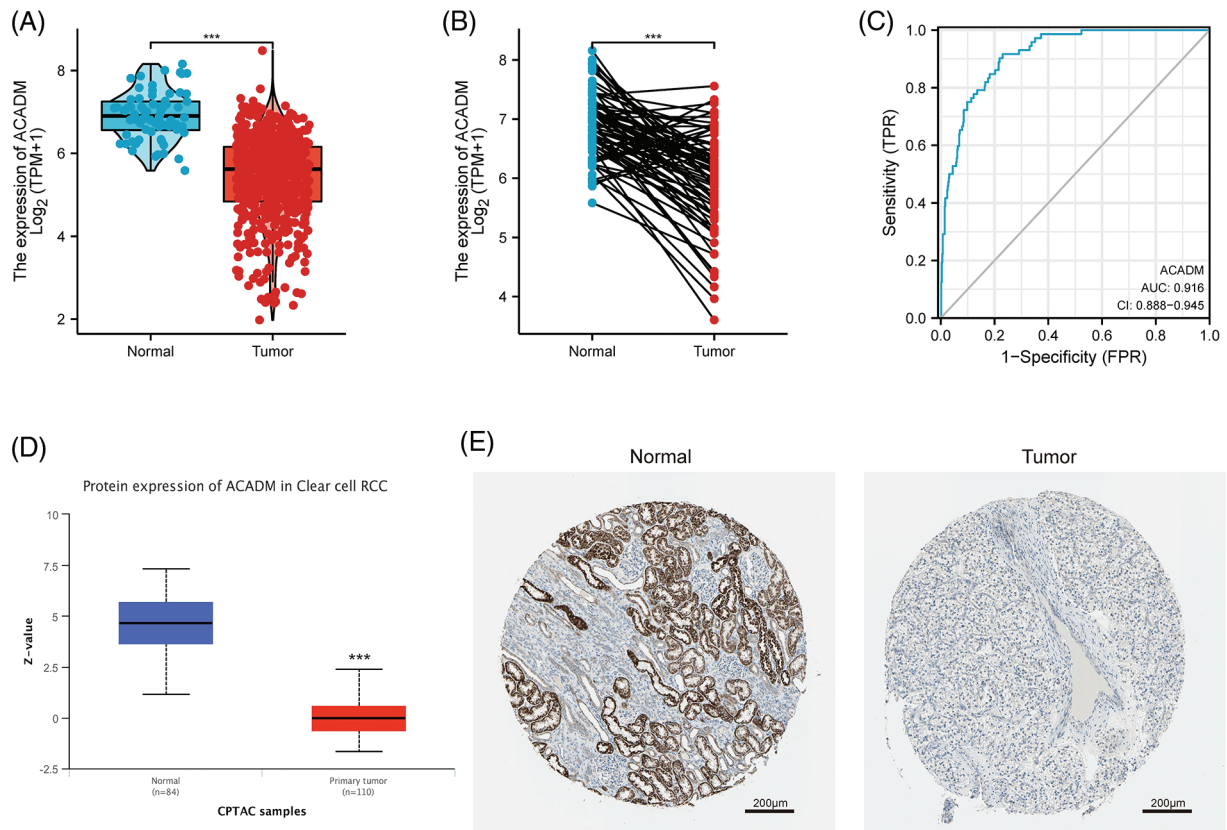 (A)
***
The expression of ACADM
Log2 (TPM+1)
8
6
4
2
Normal
Tumor
(B)
***
The expression of ACADM
Log2 (TPM+1)
8
7
6
5
4
Normal
Tumor
(C)
Sensitivity (TPR)
1.0
0.8
0.6
0.4
0.2
0.0
ACADM
AUC: 0.916
CI: 0.888−0.945
0.0 0.2 0.4 0.6 0.8 1.0
1−Specificity (FPR)
(D)
Protein expression of ACADM in Clear cell RCC
Z-value
10
7.5
5
2.5
0
-2.5
***
Normal
(n=84)
Primary tumor
(n=110)
CPTAC samples
(E)
Normal
200μm
Tumor
200μm